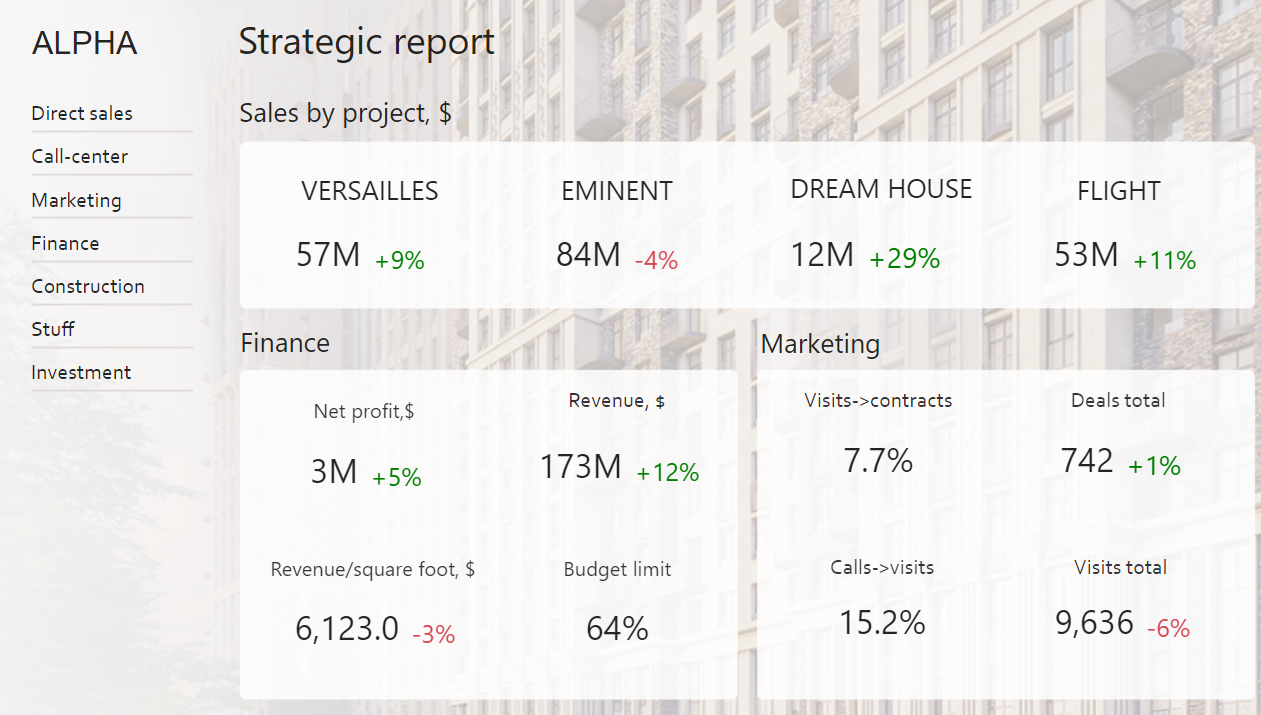 ALPHA
Direct sales
Call-center
Marketing
Finance
Construction
Stuff
Investment
Strategic report
Sales by project, $
VERSAILLES
57M +9%
EMINENT
84M -4%
DREAM HOUSE
12M +29%
FLIGHT
53M +11%
Finance
Net profit,$
3M +5%
Revenue, $
173M +12%
Revenue/square foot, $
6,123.0 -3%
Budget limit
64%
Marketing
Visits->contracts
7.7%
Deals total
742 +1%
Calls->visits
15.2%
Visits total
9,636 -6%